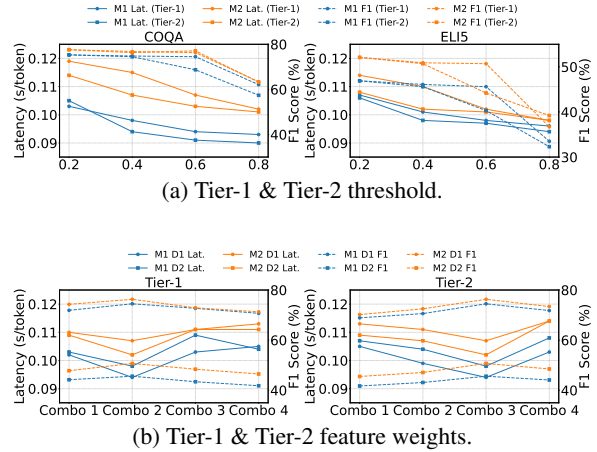 M1 Lat. (Tier-1) M2 Lat. (Tier-1) M1 F1 (Tier-1) M2 F1 (Tier-1)
M1 Lat. (Tier-2) M2 Lat. (Tier-2) M1 F1 (Tier-2) M2 F1 (Tier-2)
COQA
Latency (s/token)
0.12
0.11
0.10
0.09
0.2 0.4 0.6 0.8
80
60
40
F1 Score (%)
ELI5
Latency (s/token)
0.12
0.11
0.10
0.09
0.2 0.4 0.6 0.8
50
40
30
F1 Score (%)
(a) Tier-1 & Tier-2 threshold.
M1 D1 Lat. M2 D1 Lat. M1 D1 F1 M2 D1 F1
M1 D2 Lat. M2 D2 Lat. M1 D2 F1 M2 D2 F1
Tier-1
Latency (s/token)
0.12
0.11
0.10
0.09
Combo 1 Combo 2 Combo 3 Combo 4
80
60
40
F1 Score (%)
Tier-2
Latency (s/token)
0.12
0.11
0.10
0.09
Combo 1 Combo 2 Combo 3 Combo 4
80
60
40
F1 Score (%)
(b) Tier-1 & Tier-2 feature weights.